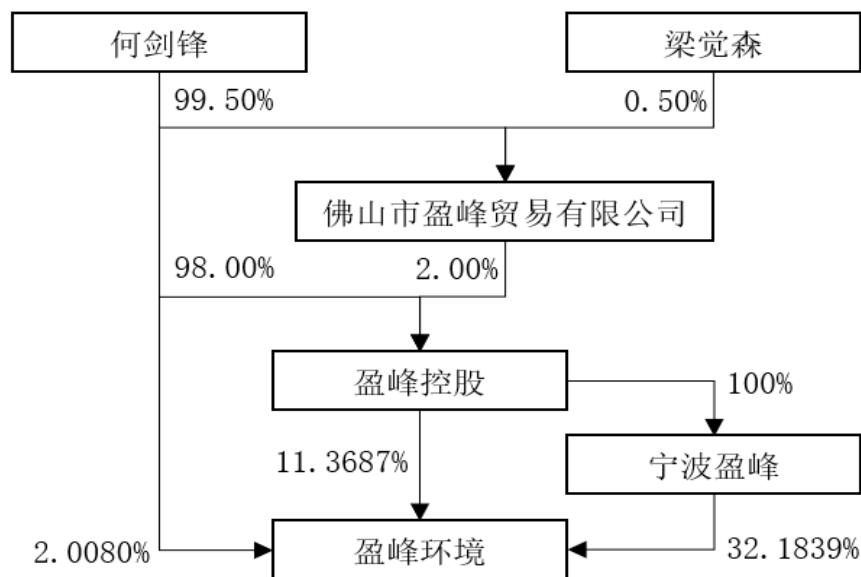 何剑锋
梁觉森
99.50%
0.50%
佛山市盈峰贸易有限公司
98.00%
2.00%
盈峰控股
100%
11.3687%
宁波盈峰
2.0080%
盈峰环境
32.1839%